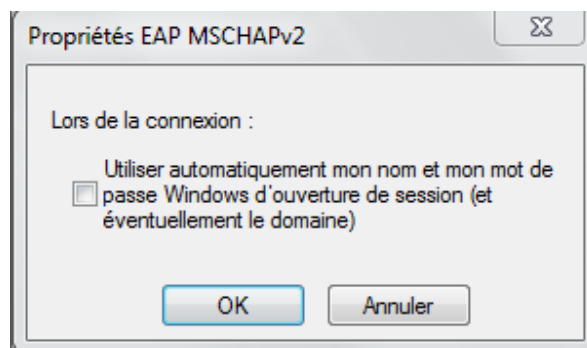 Propriétés EAP MSCHAPv2
Lors de la connexion :
Utiliser automatiquement mon nom et mon mot de
passe Windows d'ouverture de session (et
éventuellement le domaine)
OK
Annuler